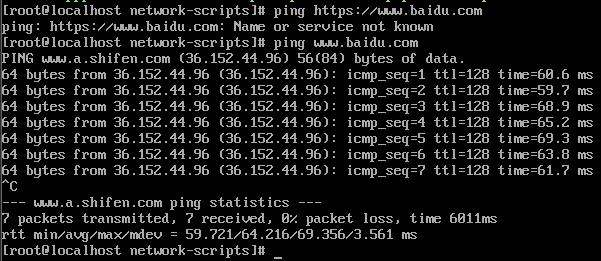 [root@localhost network-scripts]# ping https://www.baidu.com
ping: https://www.baidu.com: Name or service not known
[root@localhost network-scripts]# ping www.baidu.com
PING www.a.shifen.com (36.152.44.96) 56(84) bytes of data.
64 bytes from 36.152.44.96 (36.152.44.96): icmp_seq=1 ttl=128 time=60.6 ms
64 bytes from 36.152.44.96 (36.152.44.96): icmp_seq=2 ttl=128 time=59.7 ms
64 bytes from 36.152.44.96 (36.152.44.96): icmp_seq=3 ttl=128 time=68.9 ms
64 bytes from 36.152.44.96 (36.152.44.96): icmp_seq=4 ttl=128 time=65.2 ms
64 bytes from 36.152.44.96 (36.152.44.96): icmp_seq=5 ttl=128 time=69.3 ms
64 bytes from 36.152.44.96 (36.152.44.96): icmp_seq=6 ttl=128 time=63.8 ms
64 bytes from 36.152.44.96 (36.152.44.96): icmp_seq=7 ttl=128 time=61.7 ms
^C
--- www.a.shifen.com ping statistics ---
7 packets transmitted, 7 received, 0% packet loss, time 6011ms
rtt min/avg/max/mdev = 59.721/64.216/69.356/3.561 ms
[root@localhost network-scripts]# _